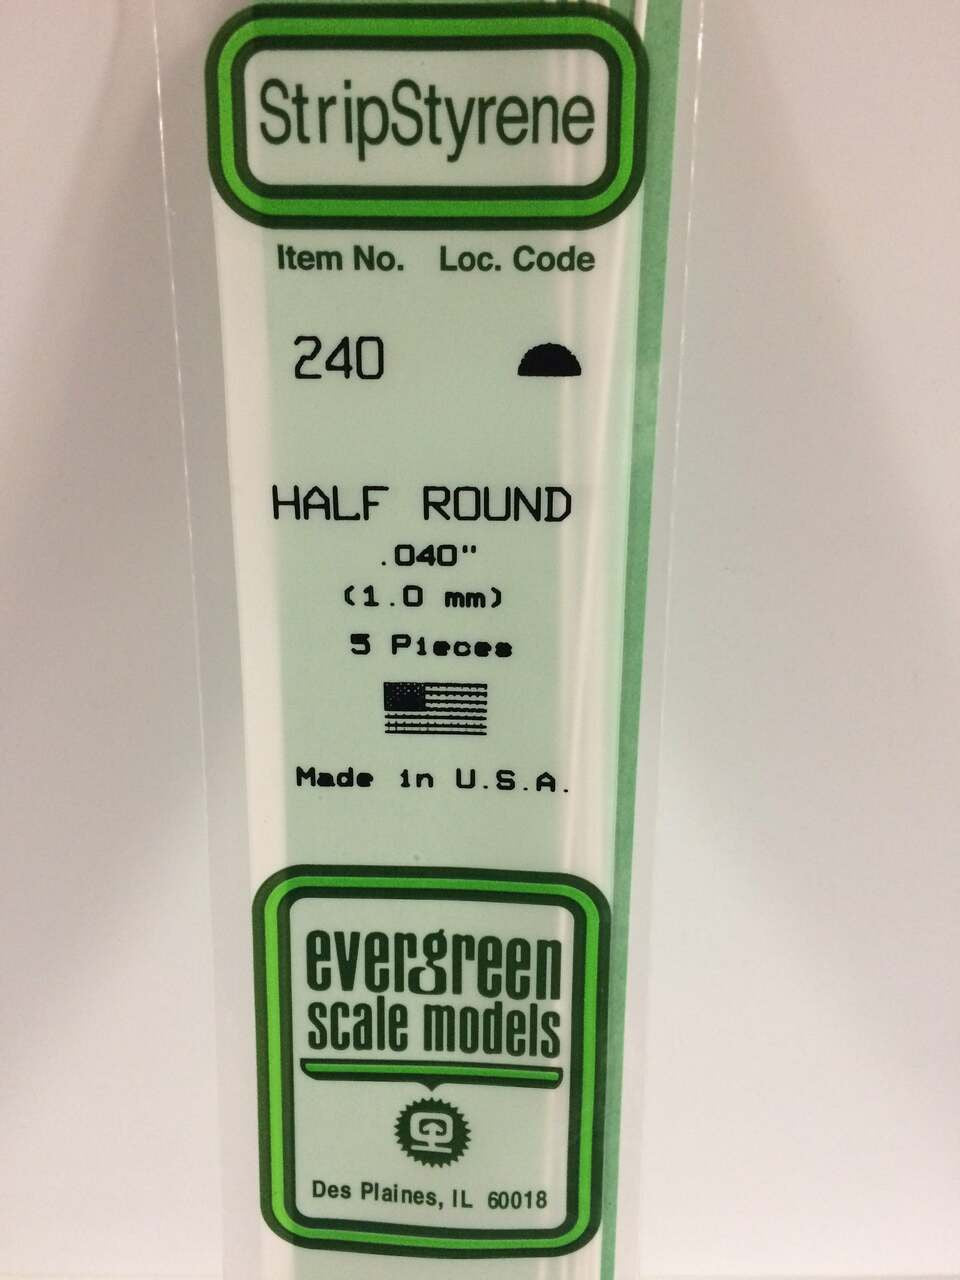 StripStyrene
Item No. Loc. Code
240
HALF ROUND
.040"
(1.0 mm)
5 Pieces
Made in U.S.A.
evergreen
scale models
Des Plaines, IL 60018